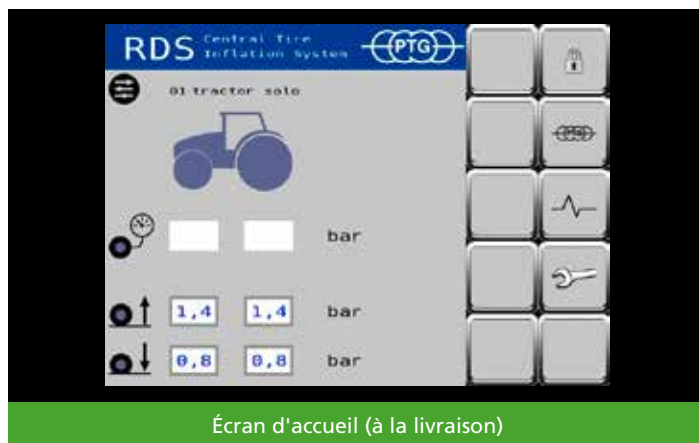 RDS Central Tire
Inflation System
PTG
01 tractor solo
PTG
bar
1,4 1,4 bar
0,8 0,8 bar
Écran d'accueil (à la livraison)